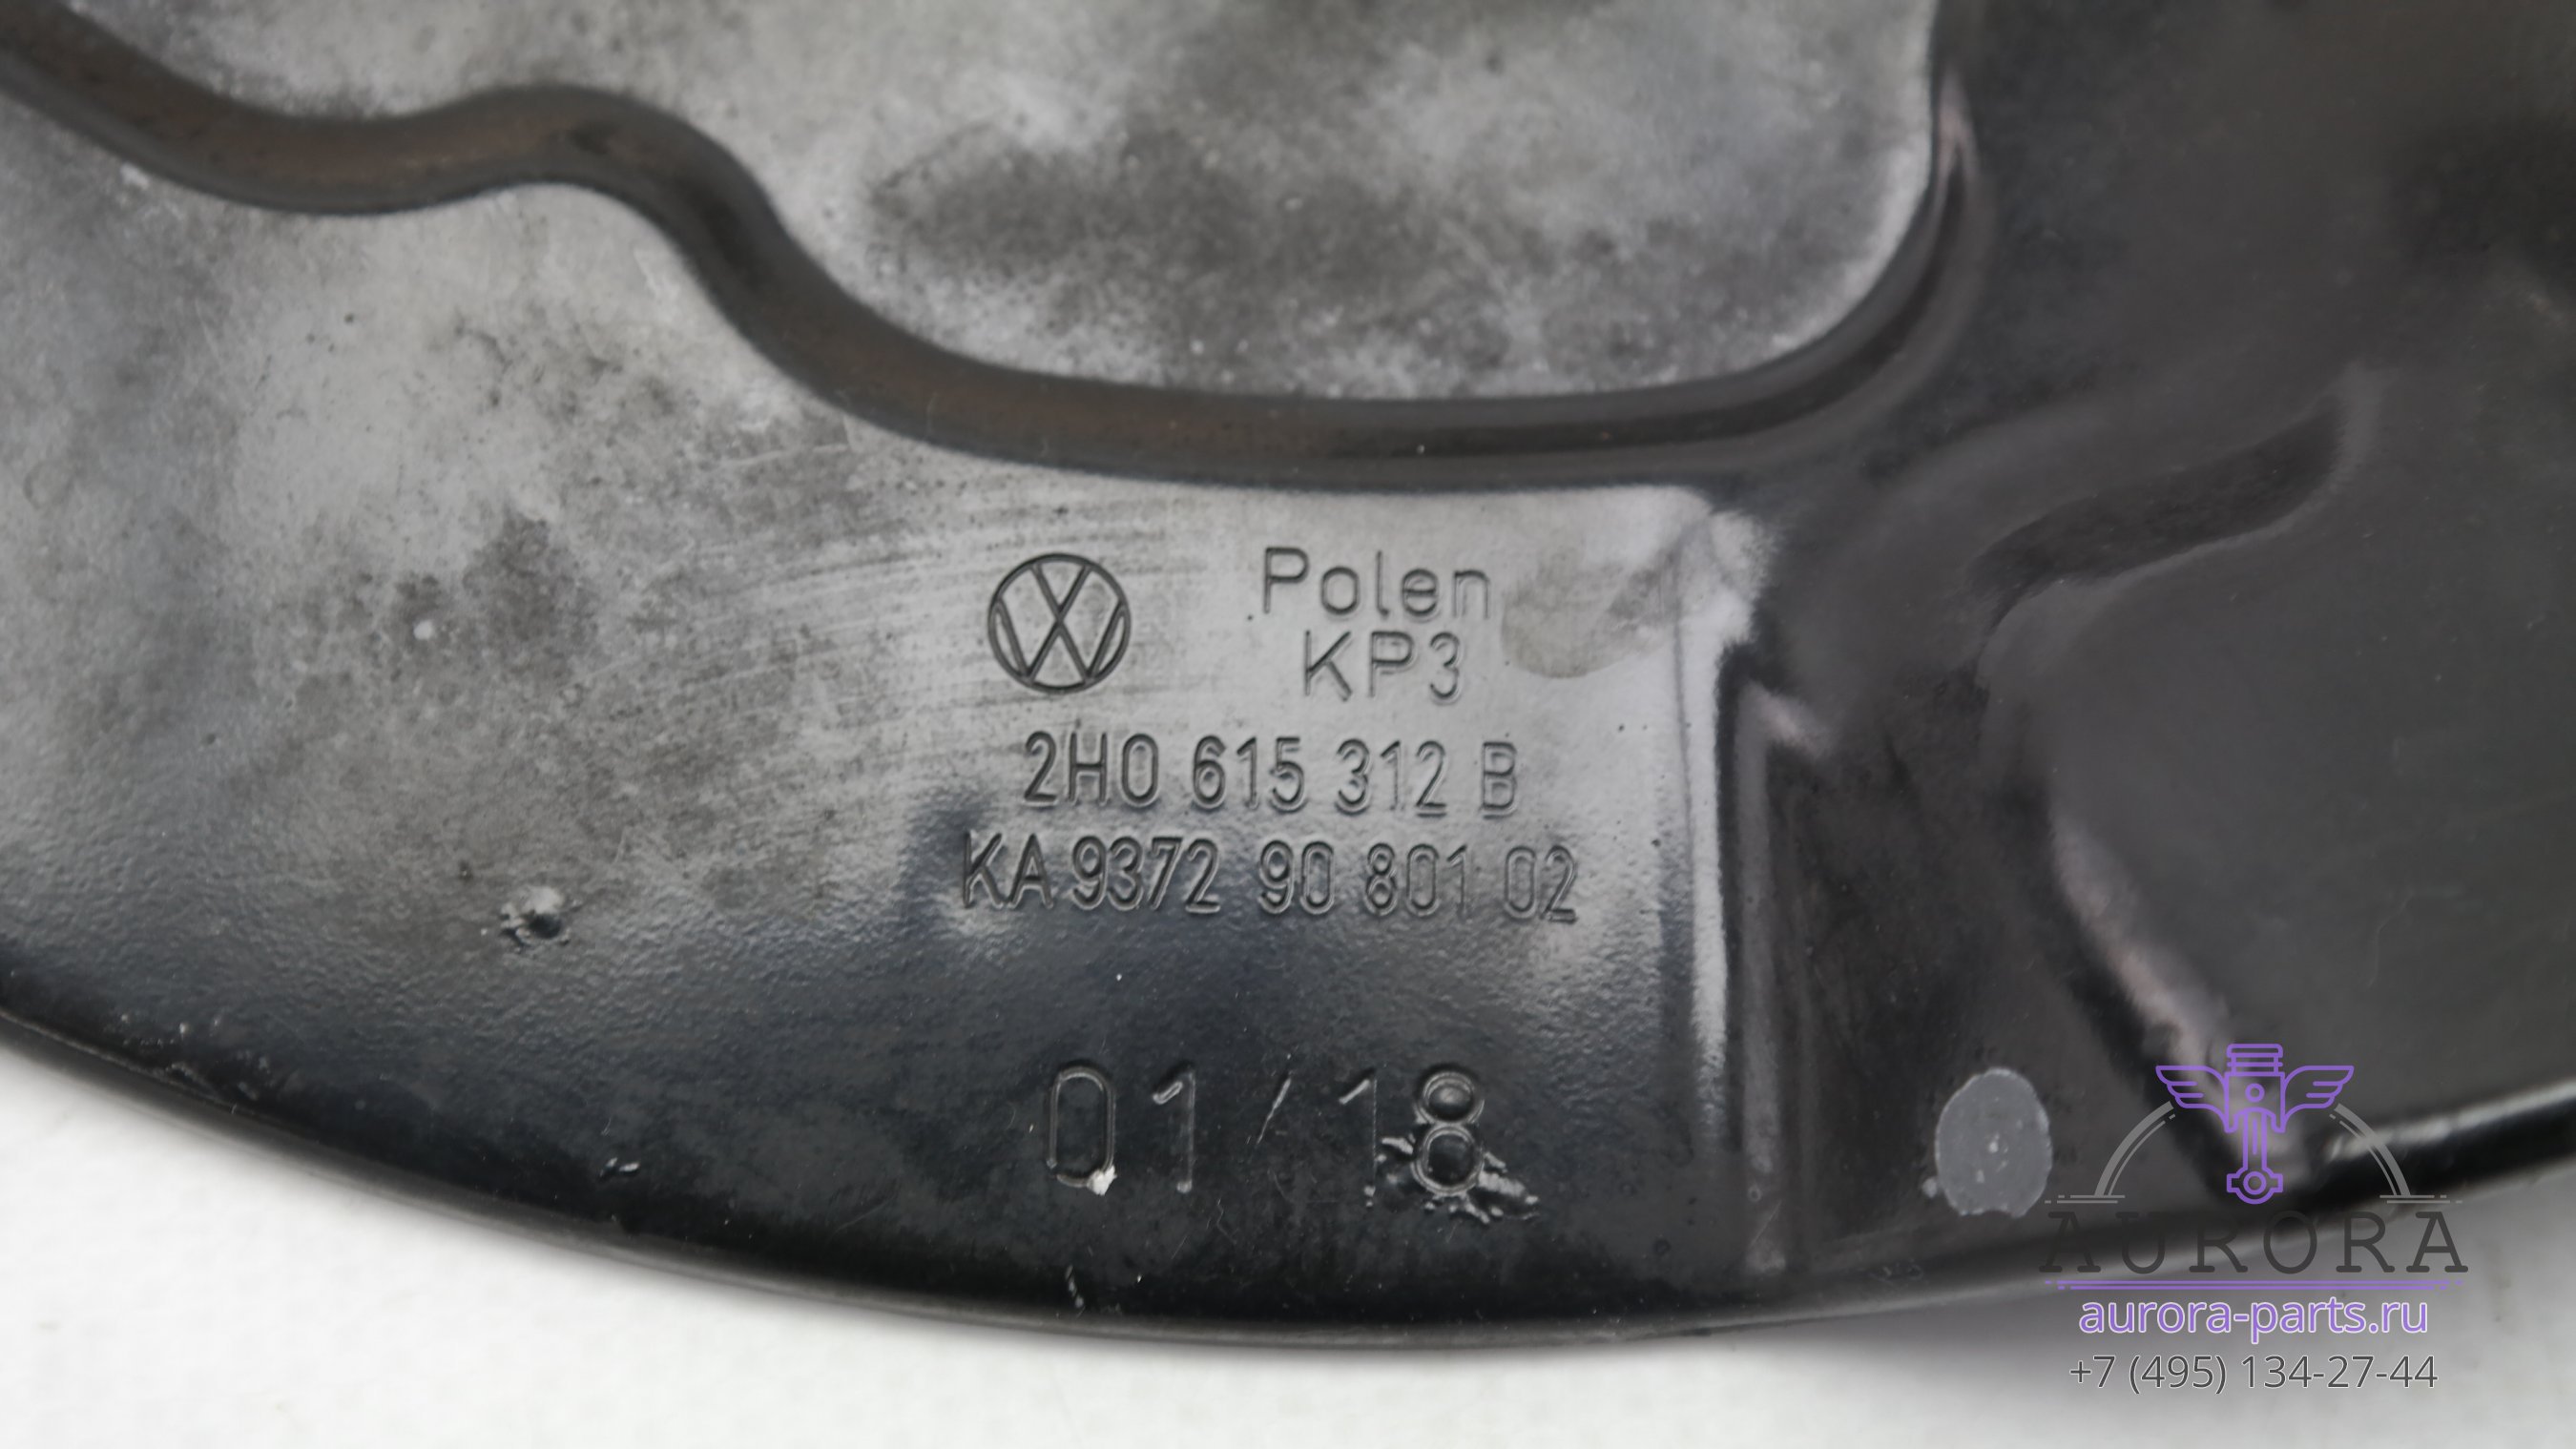 Polen
KP3
2H0 615 312 B
KA 9372 90 801 02
01/18
AURORA
aurora-parts.ru
+7 (495) 134-27-44